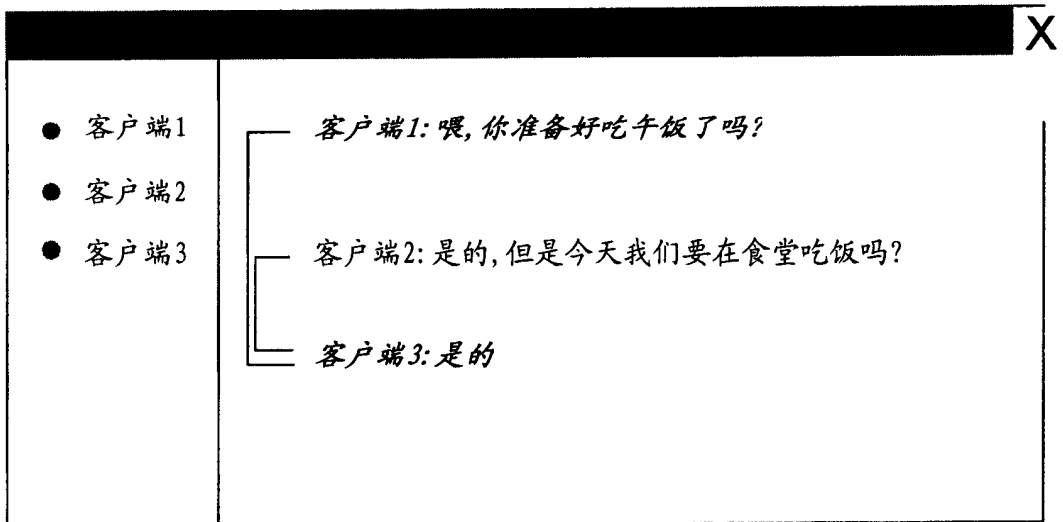 X
客户端1
客户端2
客户端3
客户端1: 喂, 你准备好吃午饭了吗?
客户端2: 是的, 但是今天我们要在食堂吃饭吗?
客户端3: 是的